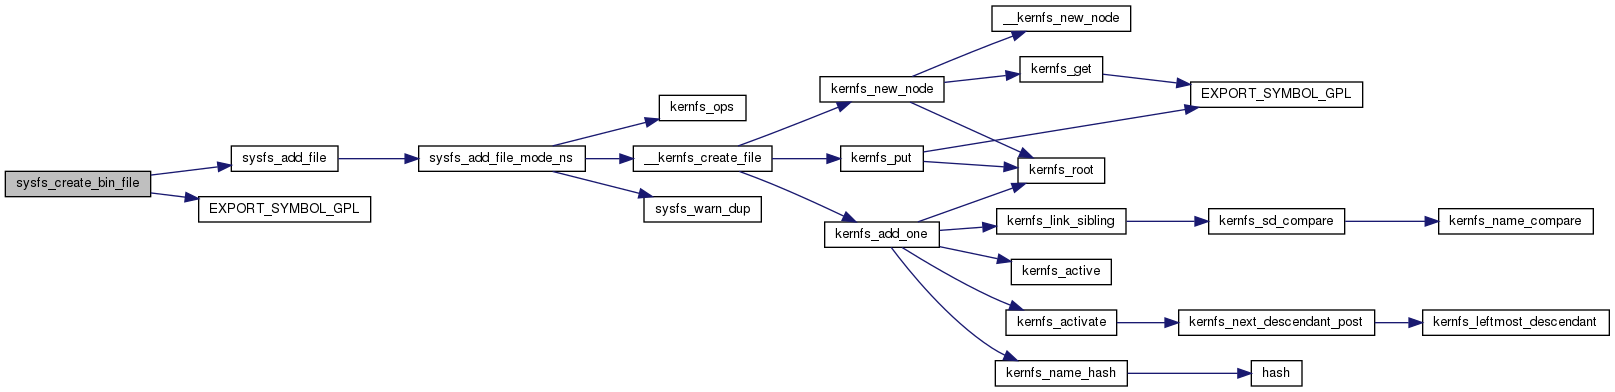 __kernfs_new_node
kernfs_get
kernfs_new_node
EXPORT_SYMBOL_GPL
kernfs_ops
sysfs_add_file
sysfs_add_file_mode_ns
__kernfs_create_file
kernfs_put
kernfs_root
sysfs_create_bin_file
EXPORT_SYMBOL_GPL
sysfs_warn_dup
kernfs_add_one
kernfs_link_sibling
kernfs_sd_compare
kernfs_name_compare
kernfs_active
kernfs_activate
kernfs_next_descendant_post
kernfs_leftmost_descendant
kernfs_name_hash
hash